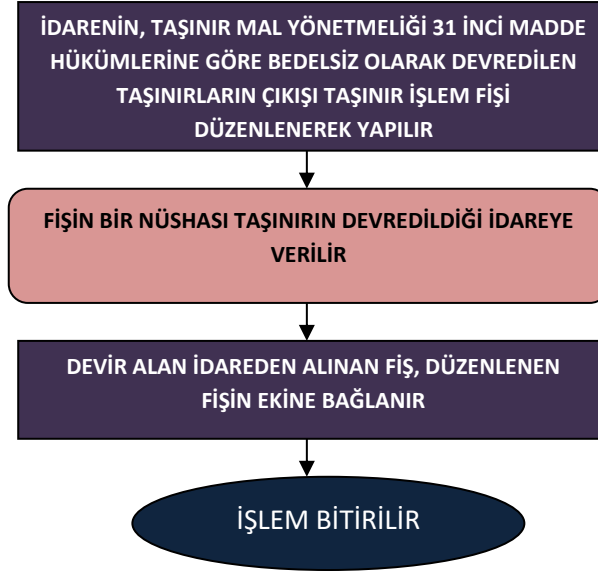 İDARENİN, TAŞINIR MAL YÖNETMELİĞİ 31 İNCİ MADDE
HÜKÜMLERİNE GÖRE BEDELSİZ OLARAK DEVREDİLEN
TAŞINIRLARIN ÇIKIŞI TAŞINIR İŞLEM FİŞİ
DÜZENLENEREK YAPILIR
FİŞİN BİR NÜSHASI TAŞINIRIN DEVREDİLDİĞİ İDAREYE
VERİLİR
DEVİR ALAN İDAREDEN ALINAN FİŞ, DÜZENLENEN
FİŞİN EKİNE BAĞLANIR
İŞLEM BİTİRİLİR